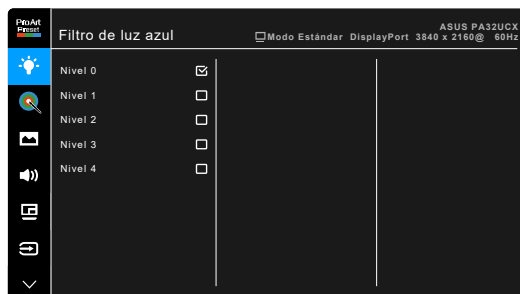 ProArt
Preset
Filtro de luz azul
ASUS PA32UCX
Modo Estándar DisplayPort 3840 x 2160@ 60Hz
Nivel 0
Nivel 1
Nivel 2
Nivel 3
Nivel 4